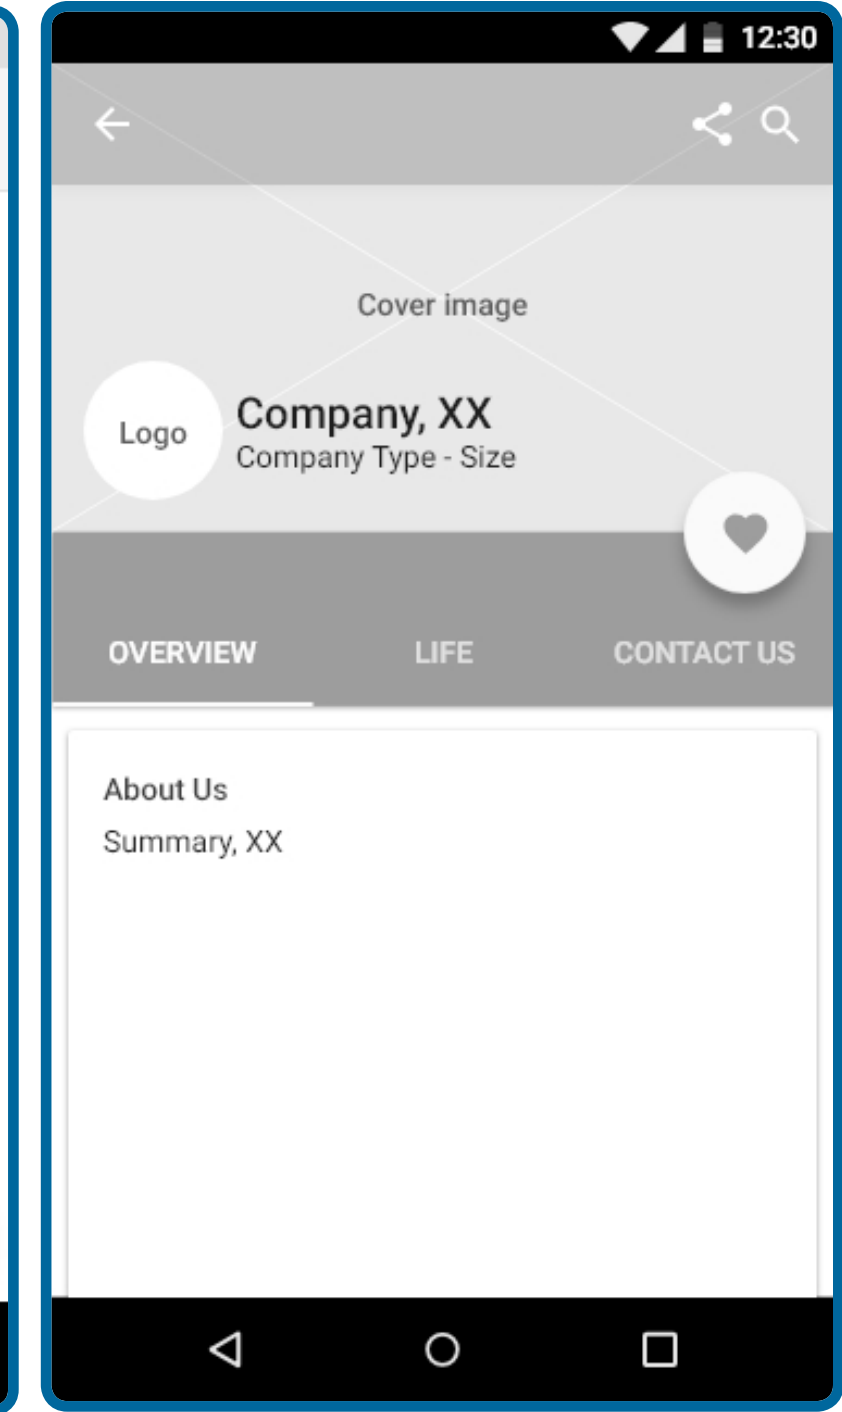 12:30
Cover image
Logo
Company, XX
Company Type - Size
OVERVIEW LIFE CONTACT US
About Us
Summary, XX